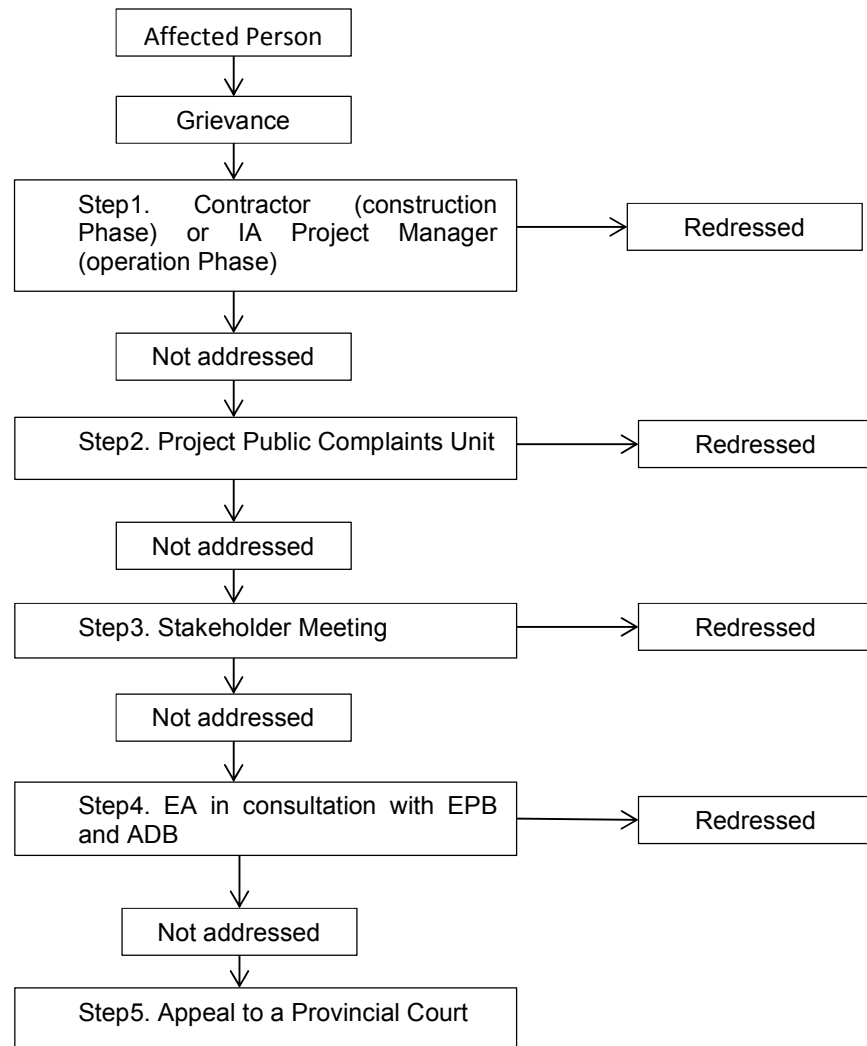 Affected Person
Grievance
Step1. Contractor (construction
Phase) or IA Project Manager
(operation Phase)
Redressed
Not addressed
Step2. Project Public Complaints Unit
Redressed
Not addressed
Step3. Stakeholder Meeting
Redressed
Not addressed
Step4. EA in consultation with EPB
and ADB
Redressed
Not addressed
Step5. Appeal to a Provincial Court